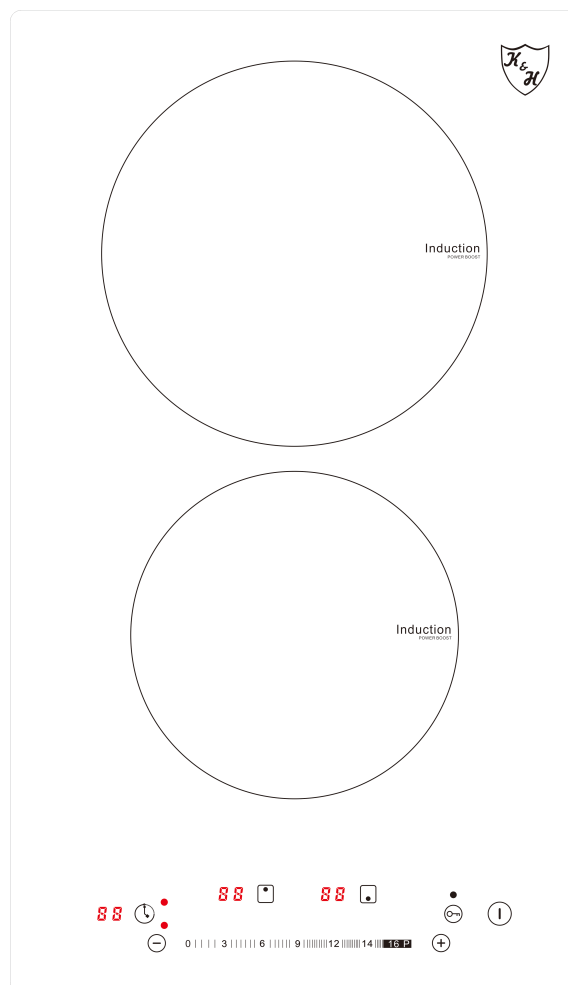 K & H
Induction
POWER BOOST
Induction
POWER BOOST
88 88
88
0 3 6 9 12 14 16 P